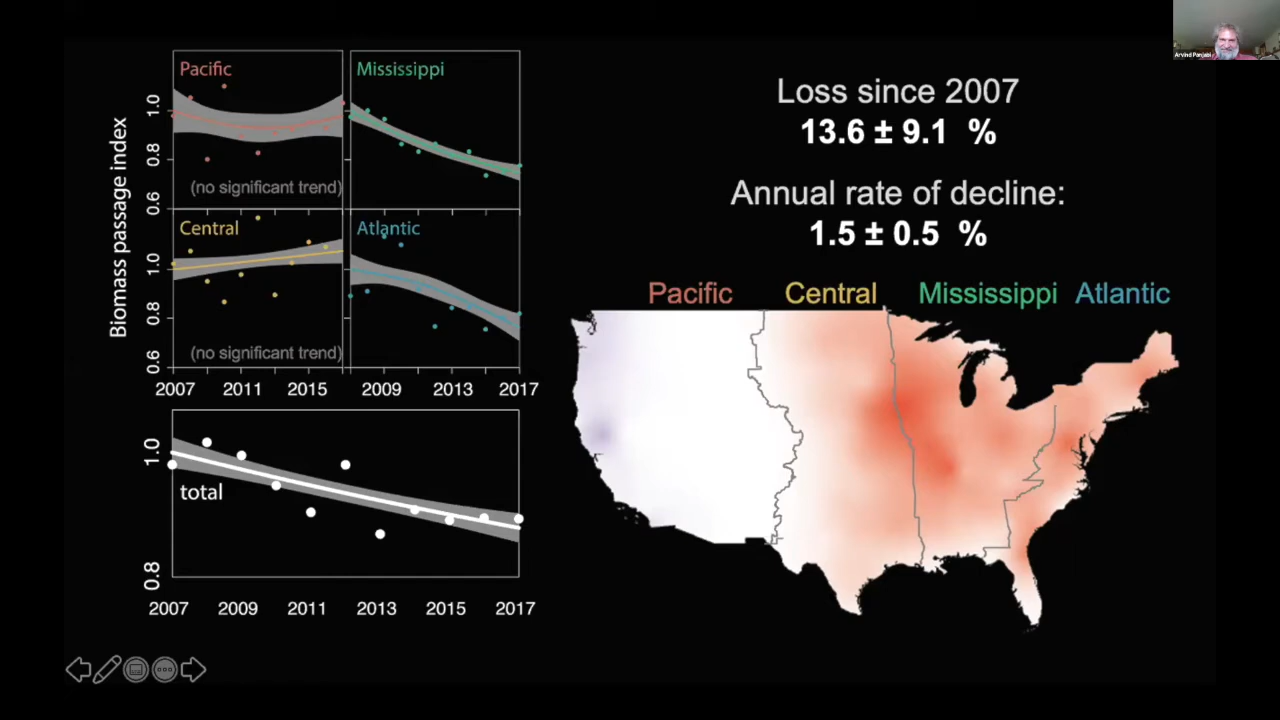 Arvind Panjabi
Loss since 2007
13.6 ± 9.1 %
Annual rate of decline:
1.5 ± 0.5 %
Pacific
Central
Mississippi
Atlantic
Biomass passage index
Pacific
1.0
0.8
0.6
(no significant trend)
Mississippi
Central
1.0
0.8
0.6
(no significant trend)
Atlantic
2007
2011
2015
2009
2013
2017
1.0
0.8
total
2007
2009
2011
2013
2015
2017